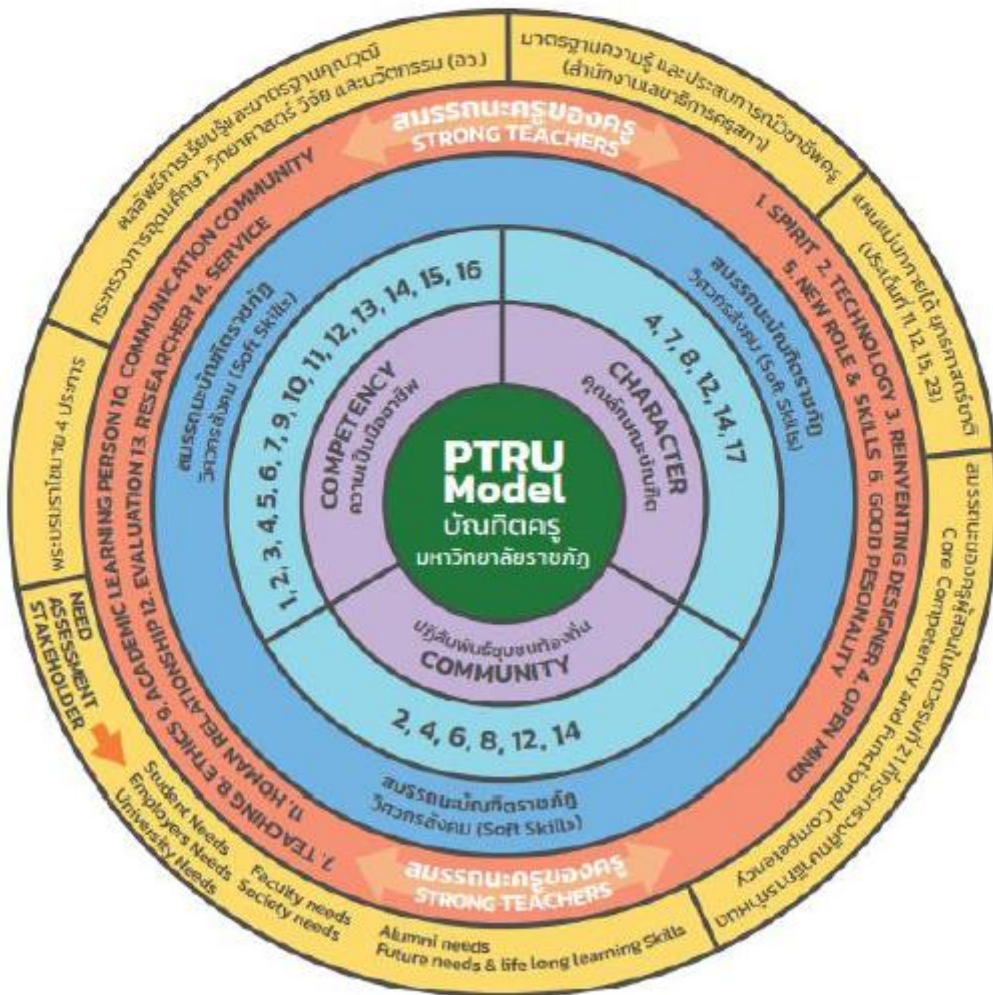 PTRU
Model
บัณฑิตครู
มหาวิทยาลัยราชภัฏ
COMPETENCY
ความเป็นมืออาชีพ
CHARACTER
คุณลักษณะบัณฑิต
ปฏิสัมพันธ์ชุมชนท้องถิ่น
COMMUNITY
1, 2, 3, 4, 5, 6, 7, 9, 10, 11, 12, 13, 14, 15, 16
4, 7, 8, 12, 14, 17
2, 4, 6, 8, 12, 14
สมรรถนะบัณฑิตราชภัฏ
วิศวกรสังคม (Soft Skills)
สมรรถนะบัณฑิตราชภัฏ
วิศวกรสังคม (Soft Skills)
สมรรถนะบัณฑิตราชภัฏ
วิศวกรสังคม (Soft Skills)
สมรรถนะครูของครู
STRONG TEACHERS
1. SPIRIT 2. TECHNOLOGY 3. REINVENTING DESIGNER 4. OPEN MIND
5. NEW ROLE & SKILLS 6. GOOD PESONALITY
สมรรถนะครูของครู
STRONG TEACHERS
7. TEACHING 8. ETHICS 9. ACADEMIC LEARNING PERSON 10. COMMUNICATION COMMUNITY
11. HOMAN RELATIONSHIP 12. EVALUATION 13. RESEARCHER 14. SERVICE
ผลลัพธ์การเรียนรู้และมาตรฐานคุณวุฒิ
กระทรวงการอุดมศึกษา วิทยาศาสตร์ วิจัย และนวัตกรรม (อว.)
มาตรฐานความรู้ และประสบการณ์วิชาชีพครู
(สำนักงานเลขาธิการคุรุสภา)
แผนแม่บทภายใต้ ยุทธศาสตร์ชาติ
(ประเด็นที่ 11, 12, 15, 23)
สมรรถนะของครูผู้สอนในศตวรรษที่ 21 ที่กระทรวงศึกษาธิการกำหนด
Core Competency and Functional Competency
พระบรมราโชบาย 4 ประการ
NEED
ASSESSMENT
STAKEHOLDER
Student Needs
Employers Needs
University Needs
Faculty needs
Society needs
Alumni needs
Future needs & life long learning Skills